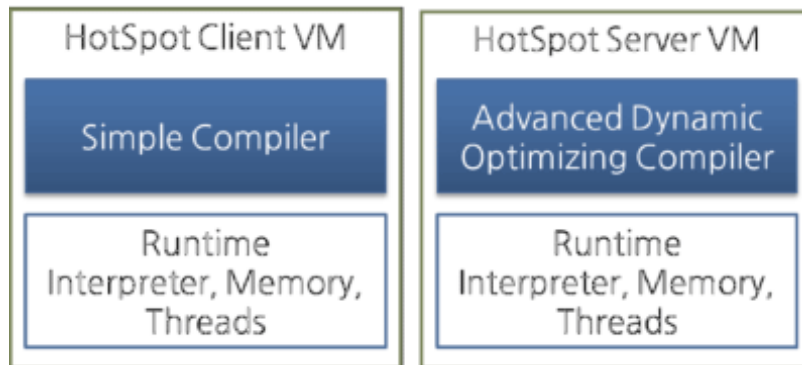 HotSpot Client VM
Simple Compiler
Runtime
Interpreter, Memory,
Threads
HotSpot Server VM
Advanced Dynamic
Optimizing Compiler
Runtime
Interpreter, Memory,
Threads